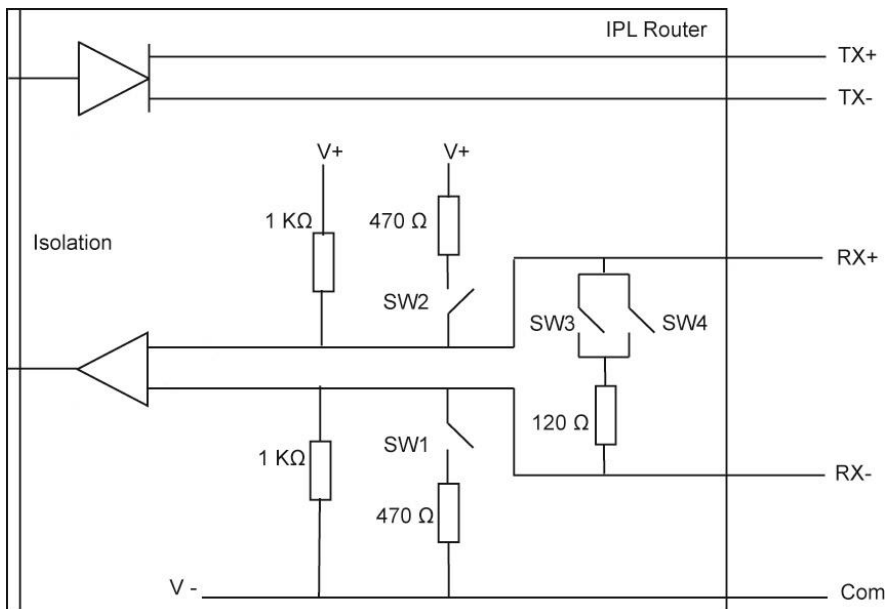 IPL Router
TX+
TX-
V+ V+
1 KΩ 470 Ω
Isolation
RX+
SW2
SW3 SW4
SW1
120 Ω
1 KΩ
RX-
470 Ω
V -
Com